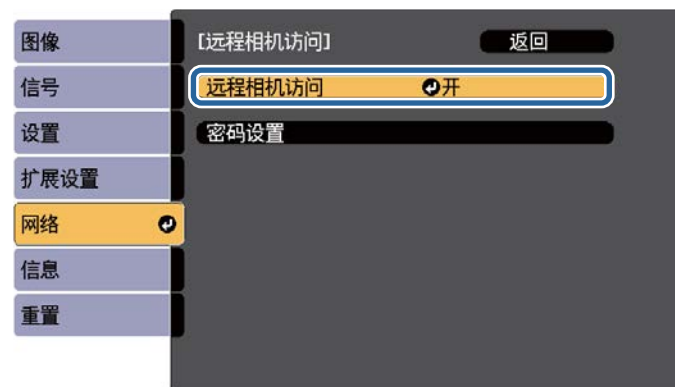 图像
信号
设置
扩展设置
网络
信息
重置
[远程相机访问]
返回
远程相机访问 开
密码设置